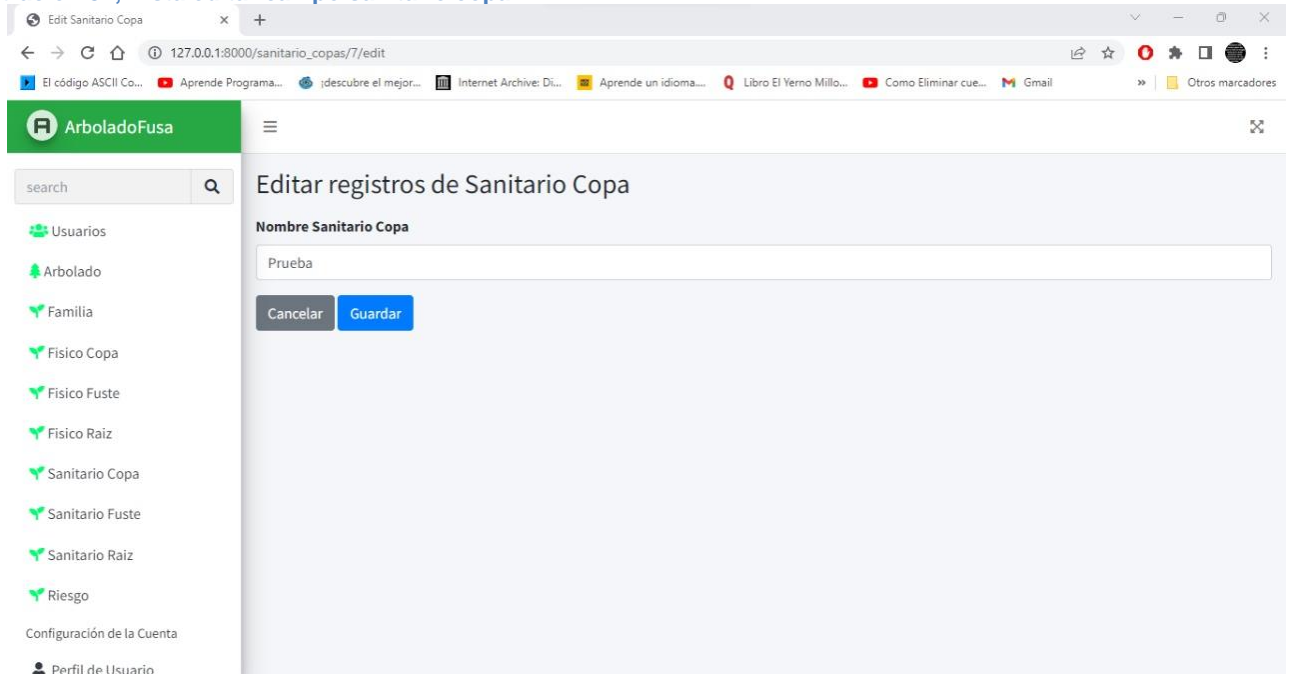 Edit Sanitario Copa
127.0.0.1:8000/sanitario_copas/7/edit
El código ASCII Co... Aprende Programa... ¡descubre el mejor... Internet Archive: Di... Aprende un idioma.... Libro El Yerno Millo... Como Eliminar cue... Gmail » Otros marcadores
ArboladoFusa
search
Usuarios
Arbolado
Familia
Fisico Copa
Fisico Fuste
Fisico Raiz
Sanitario Copa
Sanitario Fuste
Sanitario Raiz
Riesgo
Configuración de la Cuenta
Perfil de Usuario
Editar registros de Sanitario Copa
Nombre Sanitario Copa
Prueba
Cancelar Guardar